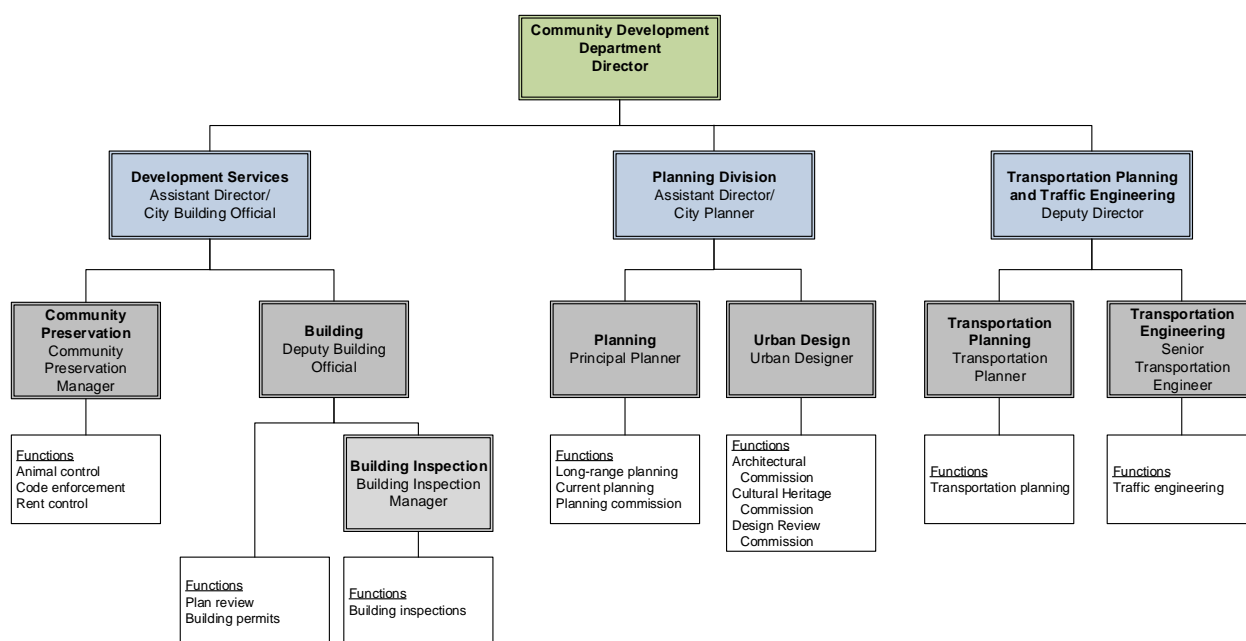 Community Development
Department
Director
Development Services
Assistant Director/
City Building Official
Planning Division
Assistant Director/
City Planner
Transportation Planning
and Traffic Engineering
Deputy Director
Community
Preservation
Community
Preservation
Manager
Building
Deputy Building
Official
Planning
Principal Planner
Urban Design
Urban Designer
Transportation
Planning
Transportation
Planner
Transportation
Engineering
Senior
Transportation
Engineer
Functions
Animal control
Code enforcement
Rent control
Building Inspection
Building Inspection
Manager
Functions
Long-range planning
Current planning
Planning commission
Functions
Architectural
Commission
Cultural Heritage
Commission
Design Review
Commission
Functions
Transportation planning
Functions
Traffic engineering
Functions
Plan review
Building permits
Functions
Building inspections